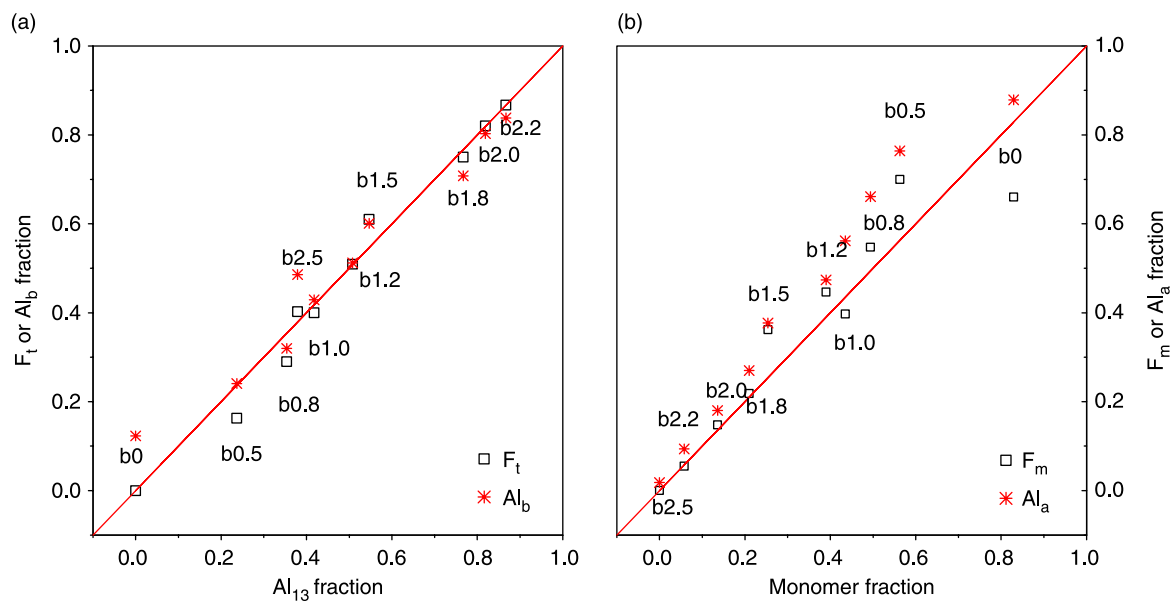 (a)
F_t or Al_b fraction
1.0
0.8
0.6
0.4
0.2
0.0
b0
b0.5
b0.8
b1.0
b2.5
b1.2
b1.5
b1.8
b2.0
b2.2
F_t
Al_b
0.0 0.2 0.4 0.6 0.8 1.0
Al_13 fraction
(b)
b0.5
b0
b0.8
b1.2
b1.5
b1.0
b2.0
b1.8
b2.2
b2.5
F_m
Al_a
0.0 0.2 0.4 0.6 0.8 1.0
Monomer fraction
1.0
0.8
0.6
0.4
0.2
0.0
F_m or Al_a fraction